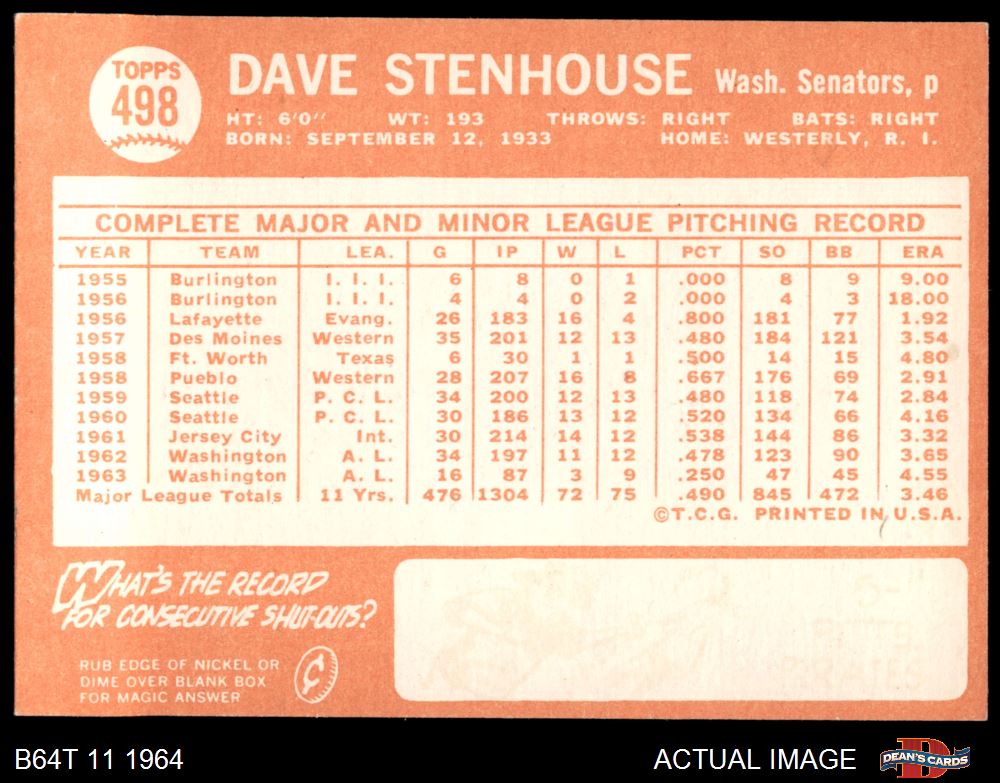 TOPPS
498
DAVE STENHOUSE Wash. Senators, p
HT: 6'0" WT: 193 THROWS: RIGHT BATS: RIGHT
BORN: SEPTEMBER 12, 1933 HOME: WESTERLY, R. I.
COMPLETE MAJOR AND MINOR LEAGUE PITCHING RECORD
YEAR TEAM LEA. G IP W L PCT SO BB ERA
1955 Burlington I. I. I. 6 8 0 1 .000 8 9 9.00
1956 Burlington I. I. I. 4 4 0 2 .000 4 3 18.00
1956 Lafayette Evang. 26 183 16 4 .800 181 77 1.92
1957 Des Moines Western 35 201 12 13 .480 184 121 3.54
1958 Ft. Worth Texas 6 30 1 1 .500 14 15 4.80
1958 Pueblo Western 28 207 16 8 .667 176 69 2.91
1959 Seattle P. C. L. 34 200 12 13 .480 118 74 2.84
1960 Seattle P. C. L. 30 186 13 12 .520 134 66 4.16
1961 Jersey City Int. 30 214 14 12 .538 144 86 3.32
1962 Washington A. L. 34 197 11 12 .478 123 90 3.65
1963 Washington A. L. 16 87 3 9 .250 47 45 4.55
Major League Totals 11 Yrs. 476 1304 72 75 .490 845 472 3.46
©T.C.G. PRINTED IN U.S.A.
WHAT'S THE RECORD
FOR CONSECUTIVE SHUT-OUTS?
RUB EDGE OF NICKEL OR
DIME OVER BLANK BOX
FOR MAGIC ANSWER
¢
B64T 11 1964 ACTUAL IMAGE DEAN'S CARDS